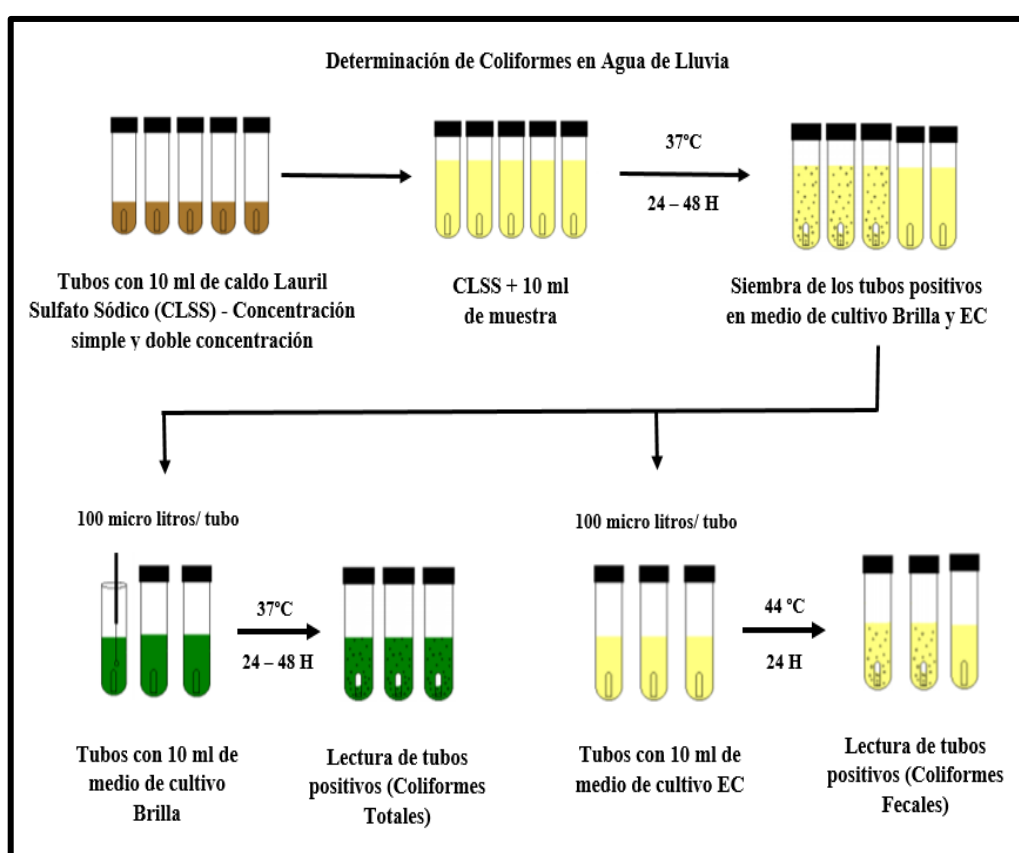 Determinación de Coliformes en Agua de Lluvia
37°C
24 – 48 H
Tubos con 10 ml de caldo Lauril
Sulfato Sódico (CLSS) - Concentración
simple y doble concentración
CLSS + 10 ml
de muestra
Siembra de los tubos positivos
en medio de cultivo Brilla y EC
100 micro litros/ tubo
37°C
24 – 48 H
Tubos con 10 ml de
medio de cultivo
Brilla
Lectura de tubos
positivos (Coliformes
Totales)
100 micro litros/ tubo
44 °C
24 H
Tubos con 10 ml de
medio de cultivo EC
Lectura de tubos
positivos (Coliformes
Fecales)